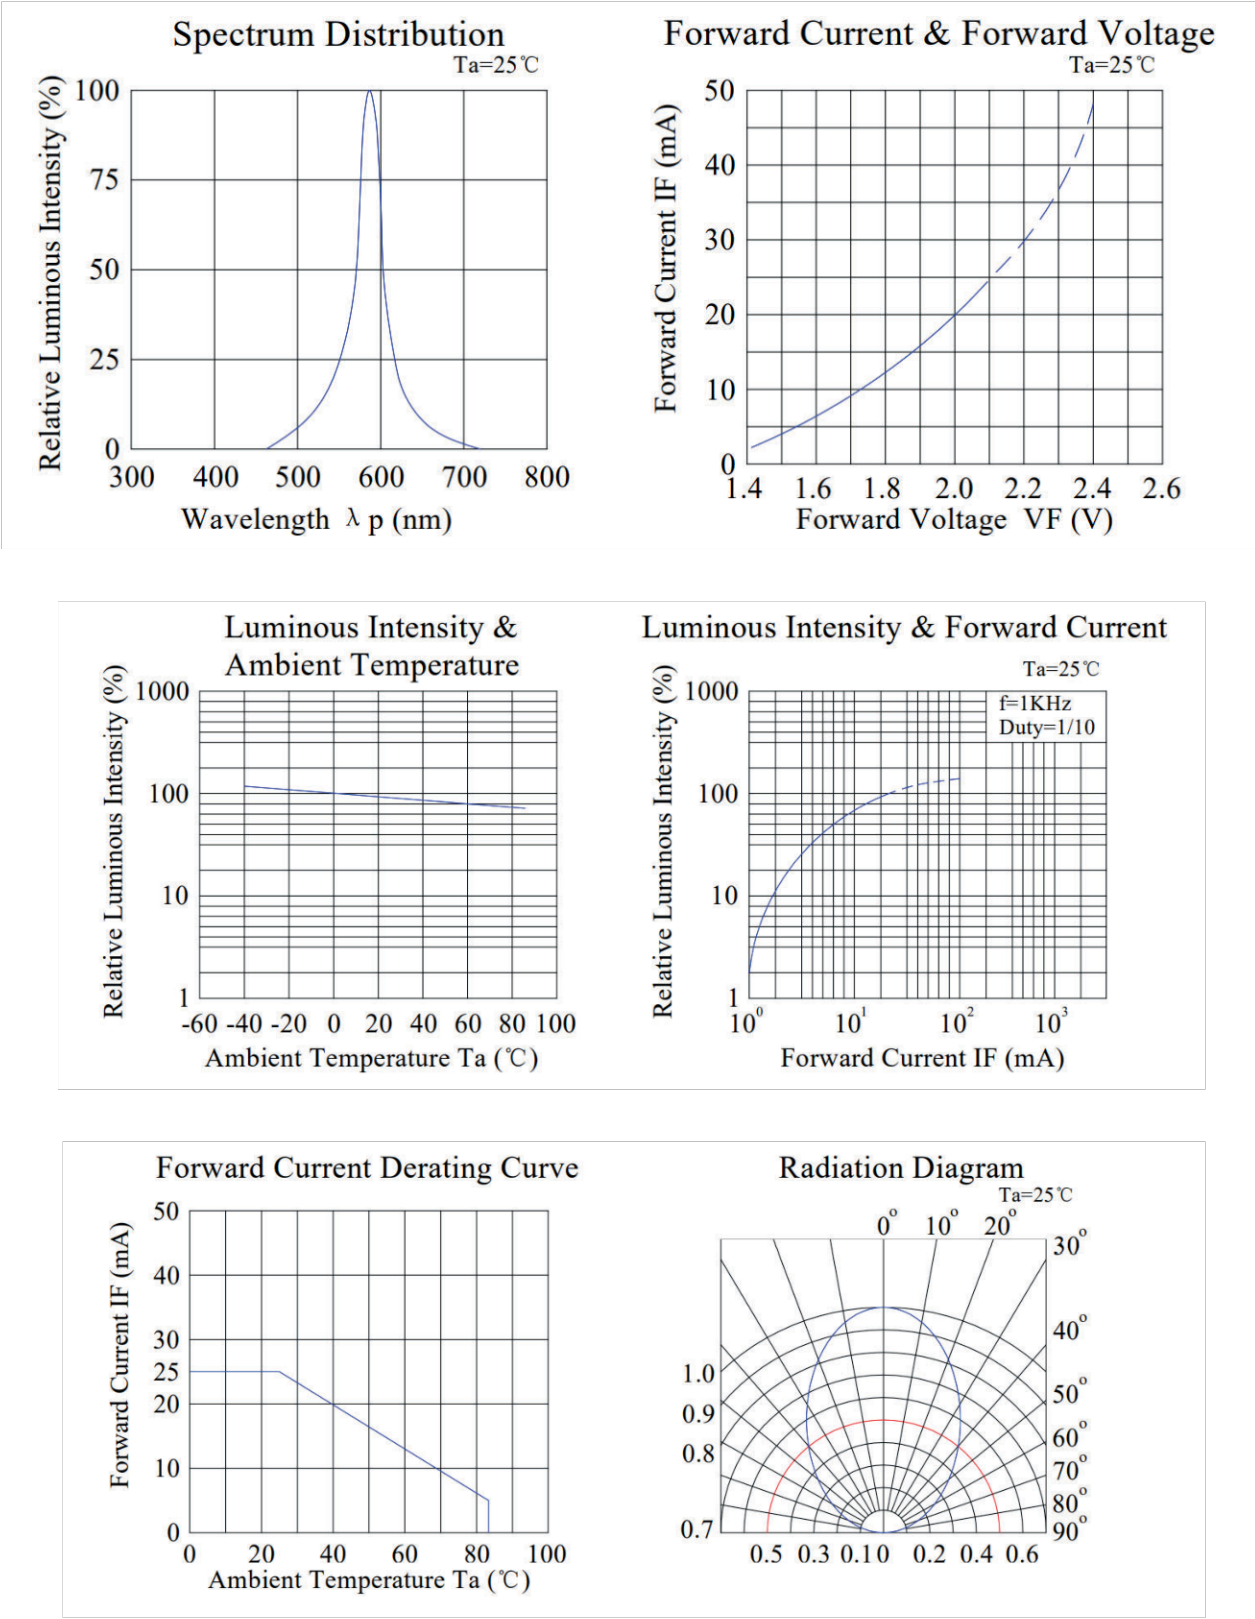 Spectrum Distribution
Ta=25℃
Relative Luminous Intensity (%)
100
75
50
25
0
300 400 500 600 700 800
Wavelength λ p (nm)
Forward Current & Forward Voltage
Ta=25℃
Forward Current IF (mA)
50
40
30
20
10
0
1.4 1.6 1.8 2.0 2.2 2.4 2.6
Forward Voltage VF (V)
Luminous Intensity &
Ambient Temperature
Relative Luminous Intensity (%)
1000
100
10
1
-60 -40 -20 0 20 40 60 80 100
Ambient Temperature Ta (℃)
Luminous Intensity & Forward Current
Ta=25℃
Relative Luminous Intensity (%)
1000
f=1KHz
Duty=1/10
100
10
1
10⁰ 10¹ 10² 10³
Forward Current IF (mA)
Forward Current Derating Curve
Forward Current IF (mA)
50
40
30
25
20
10
0
0 20 40 60 80 100
Ambient Temperature Ta (℃)
Radiation Diagram
Ta=25℃
0° 10° 20°
30°
40°
50°
60°
70°
80°
90°
1.0
0.9
0.8
0.7
0.5 0.3 0.1 0 0.2 0.4 0.6